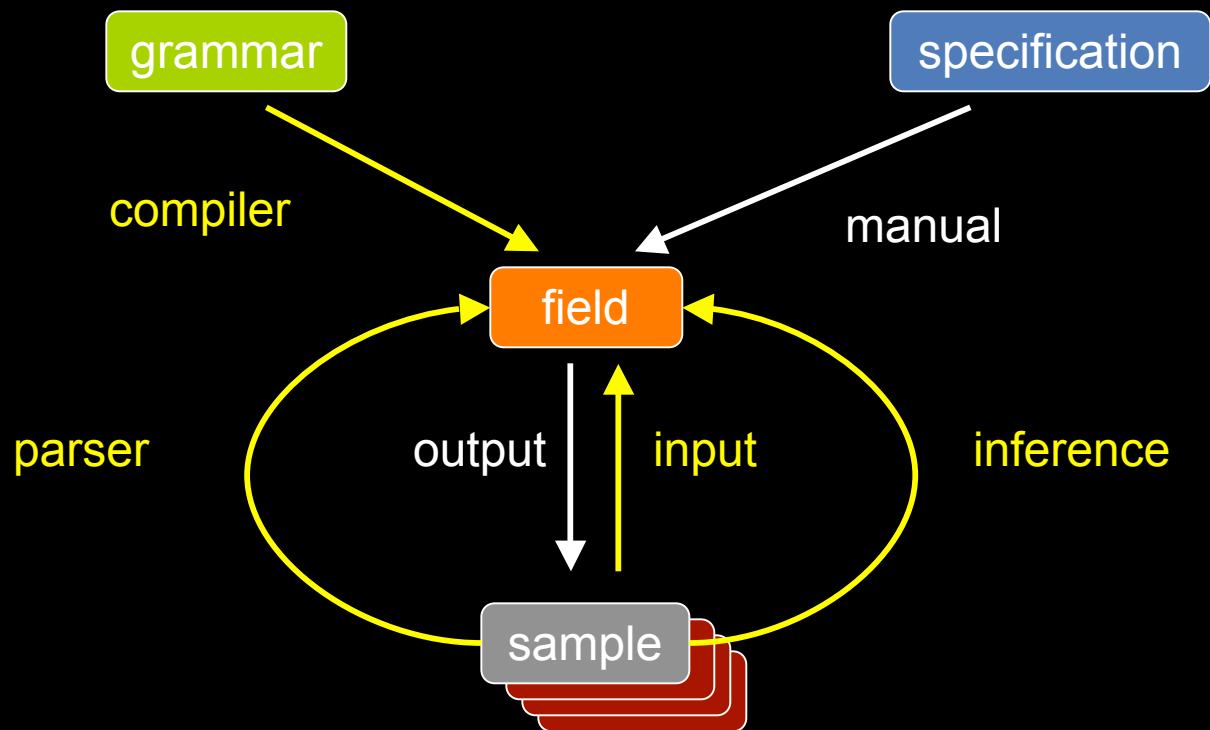 grammar
specification
compiler
manual
field
parser
output
input
inference
sample